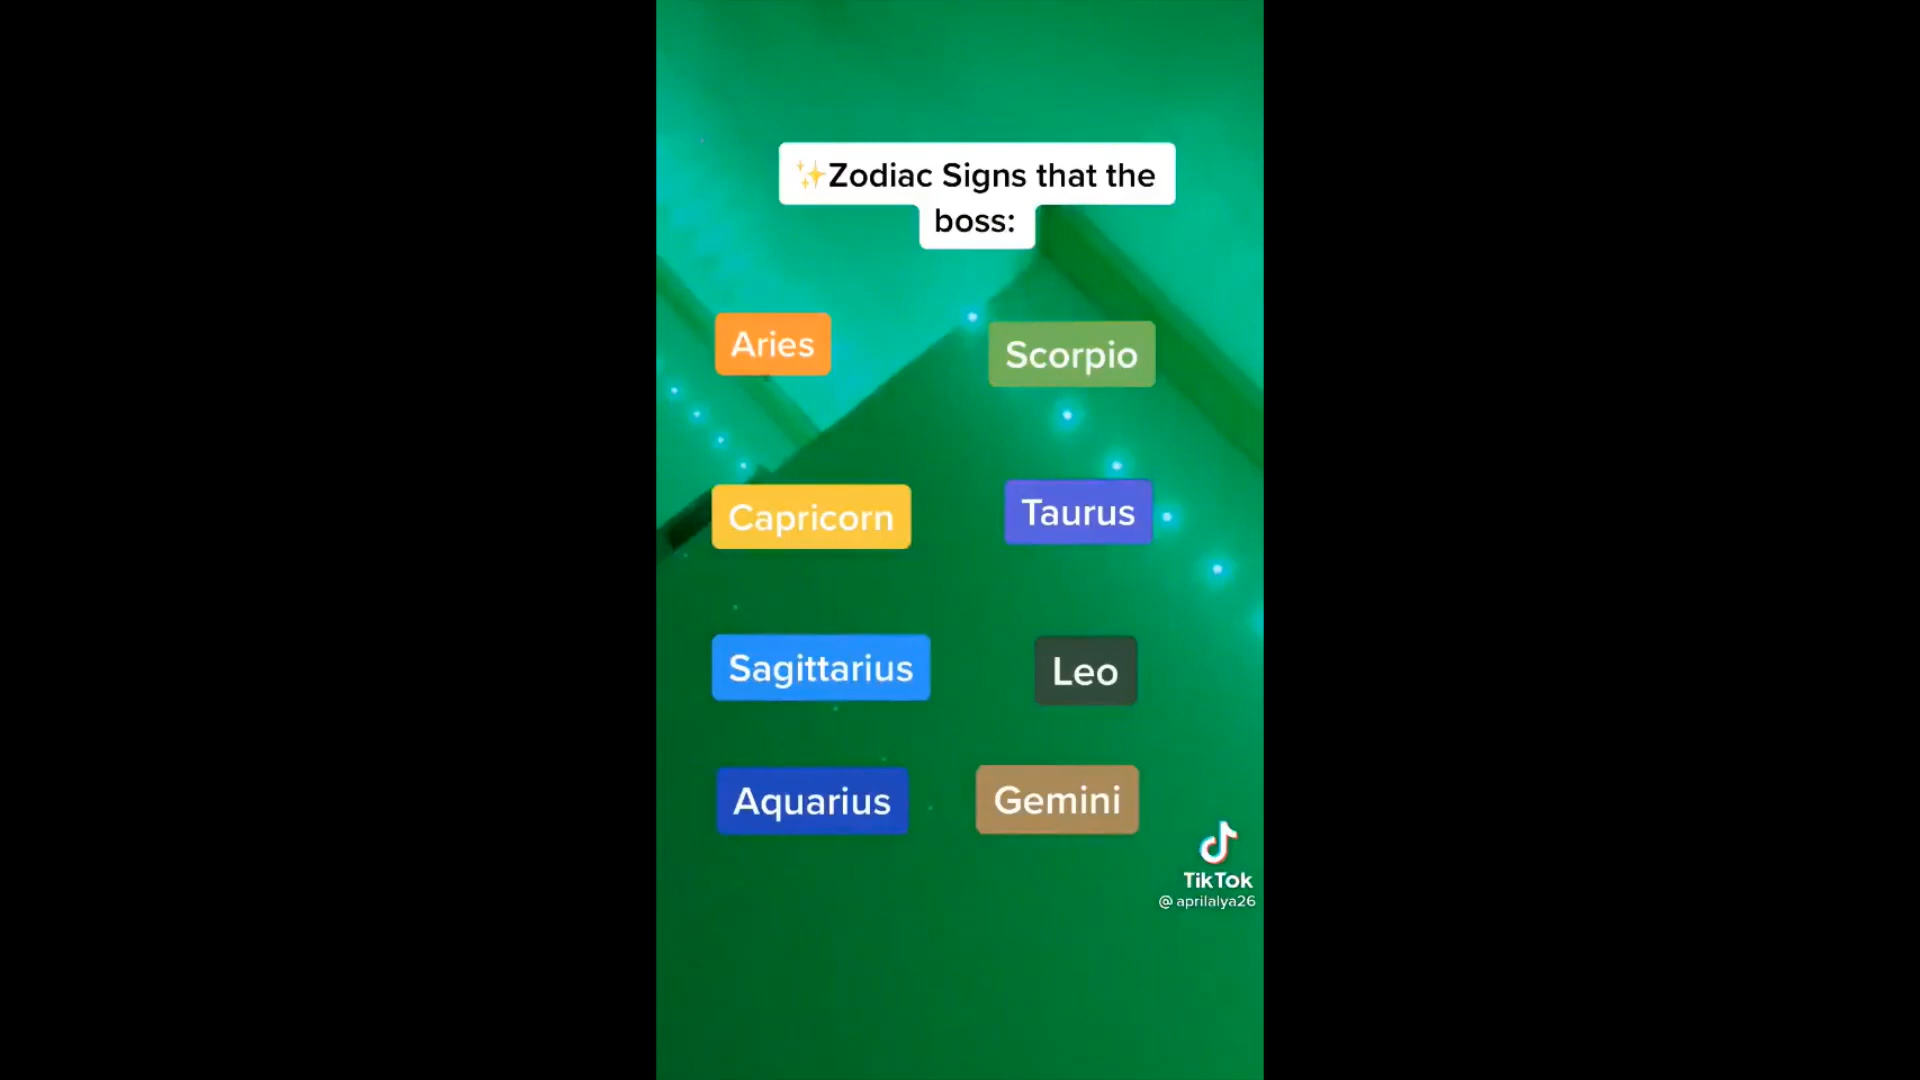 ✨Zodiac Signs that the
boss:
Aries
Scorpio
Capricorn
Taurus
Sagittarius
Leo
Aquarius
Gemini
TikTok
@ aprilalya26